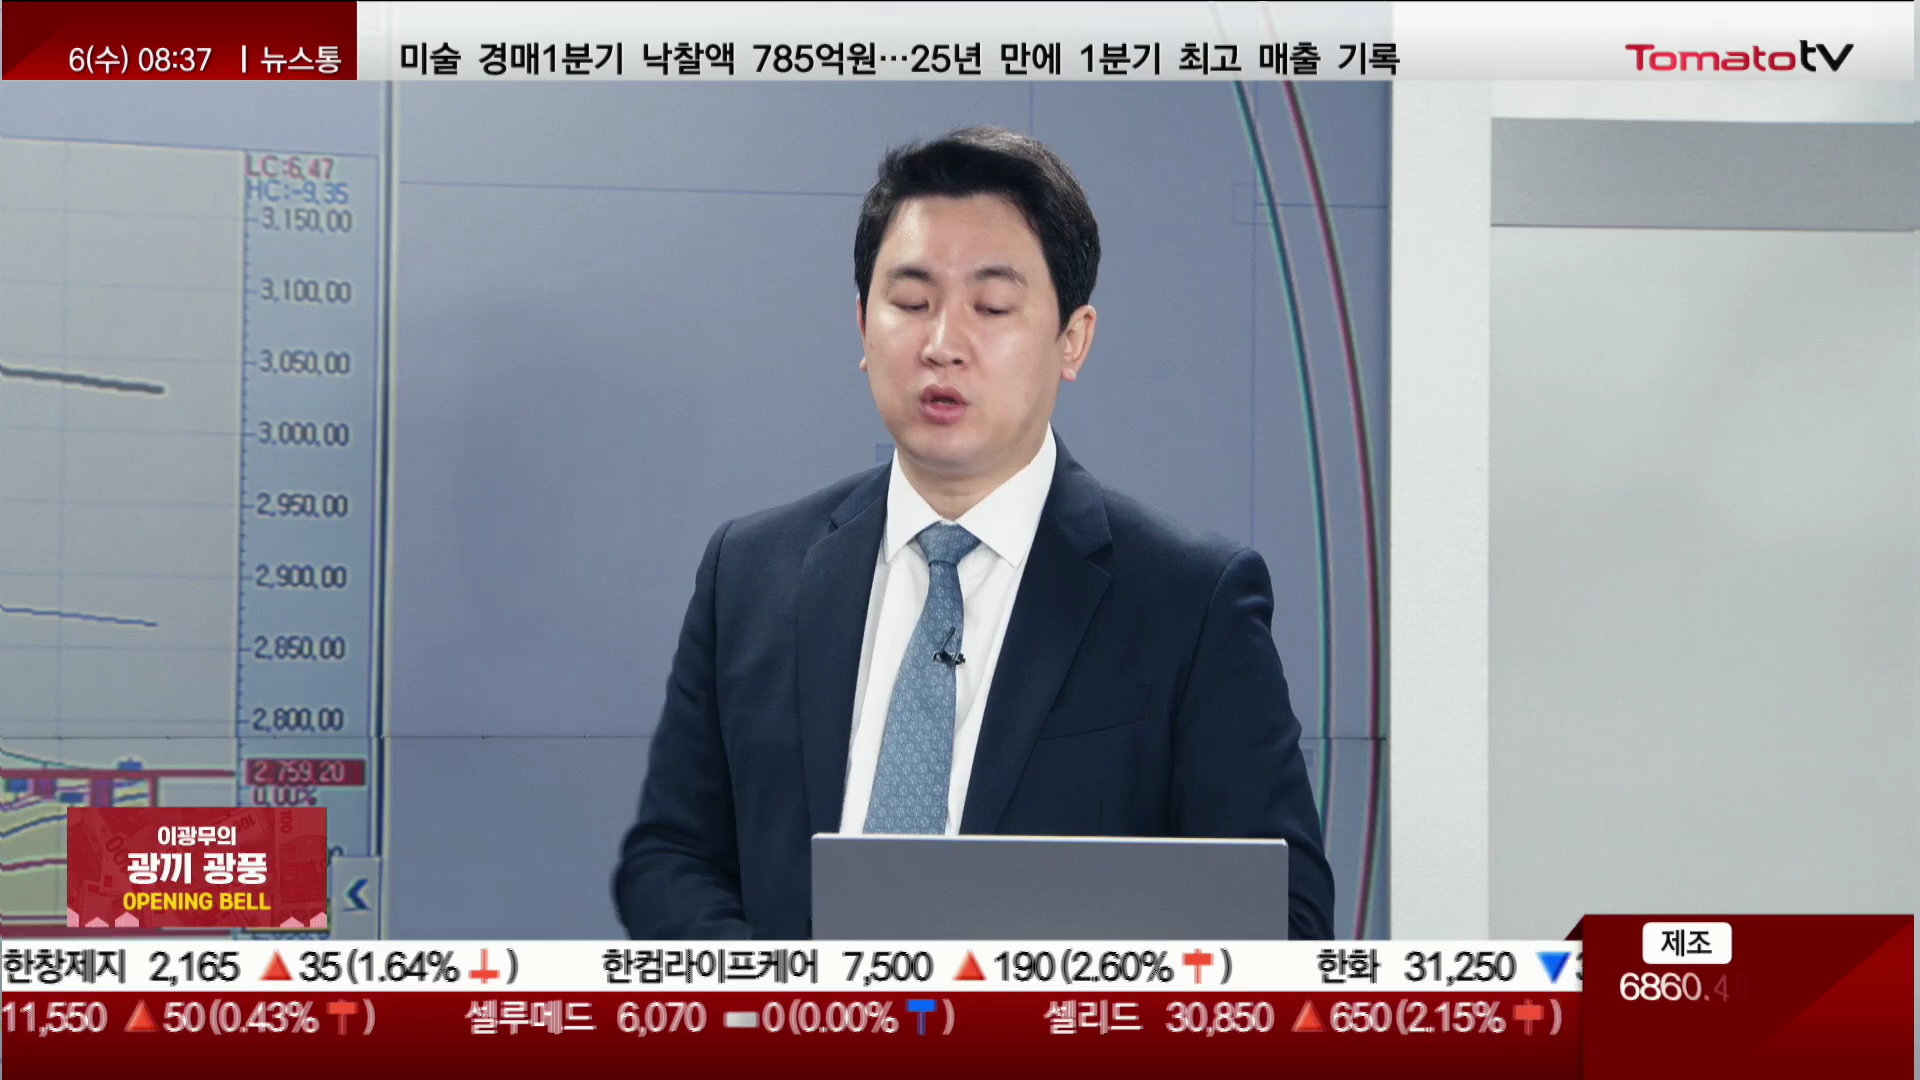 6(수) 08:37 | 뉴스통
미술 경매1분기 낙찰액 785억원…25년 만에 1분기 최고 매출 기록
TomatoTV
LC:6.47
HC:-9.35
3,150.00
3,100.00
3,050.00
3,000.00
2,950.00
2,900.00
2,850.00
2,800.00
2,759.20
0.00%
이광무의
광끼 광풍
OPENING BELL
한창제지 2,165 ▲35(1.64%) 한컴라이프케어 7,500 ▲190(2.60%) 한화 31,250 ▼
11,550 ▲50(0.43%) 셀루메드 6,070 0(0.00%) 셀리드 30,850 ▲650(2.15%)
제조
6860.4